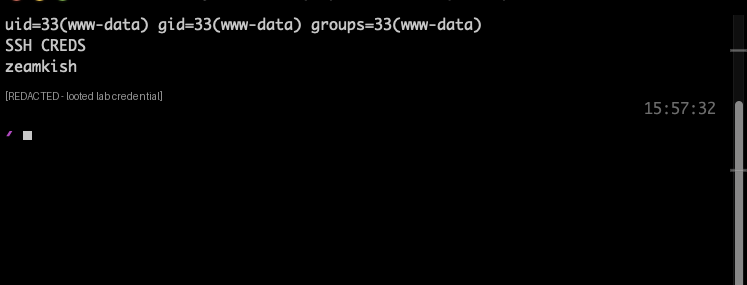 uid=33(www-data) gid=33(www-data) groups=33(www-data)
SSH CREDS
zeamkish
[REDACTED - looted lab credential]
15:57:32